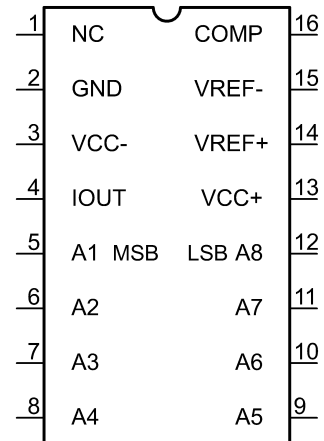 1 NC COMP 16
2 GND VREF- 15
3 VCC- VREF+ 14
4 IOUT VCC+ 13
5 A1 MSB LSB A8 12
6 A2 A7 11
7 A3 A6 10
8 A4 A5 9